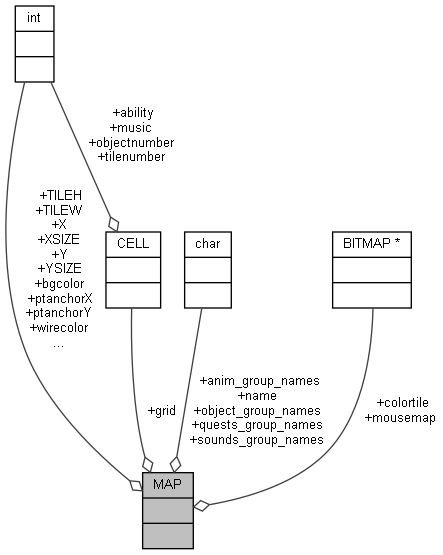 int
+ability
+music
+objectnumber
+tilenumber
+TILEH
+TILEW
+X
+XSIZE
+Y
+YSIZE
+bgcolor
+ptanchorX
+ptanchorY
+wirecolor
...
CELL
char
BITMAP *
+grid
+anim_group_names
+name
+object_group_names
+quests_group_names
+sounds_group_names
+colortile
+mousemap
MAP